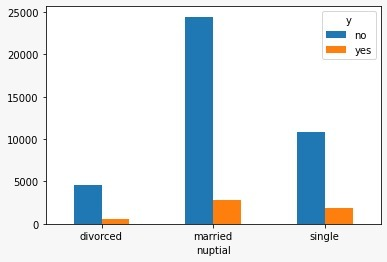 25000
20000
15000
10000
5000
0
y
no
yes
divorced married single
nuptial